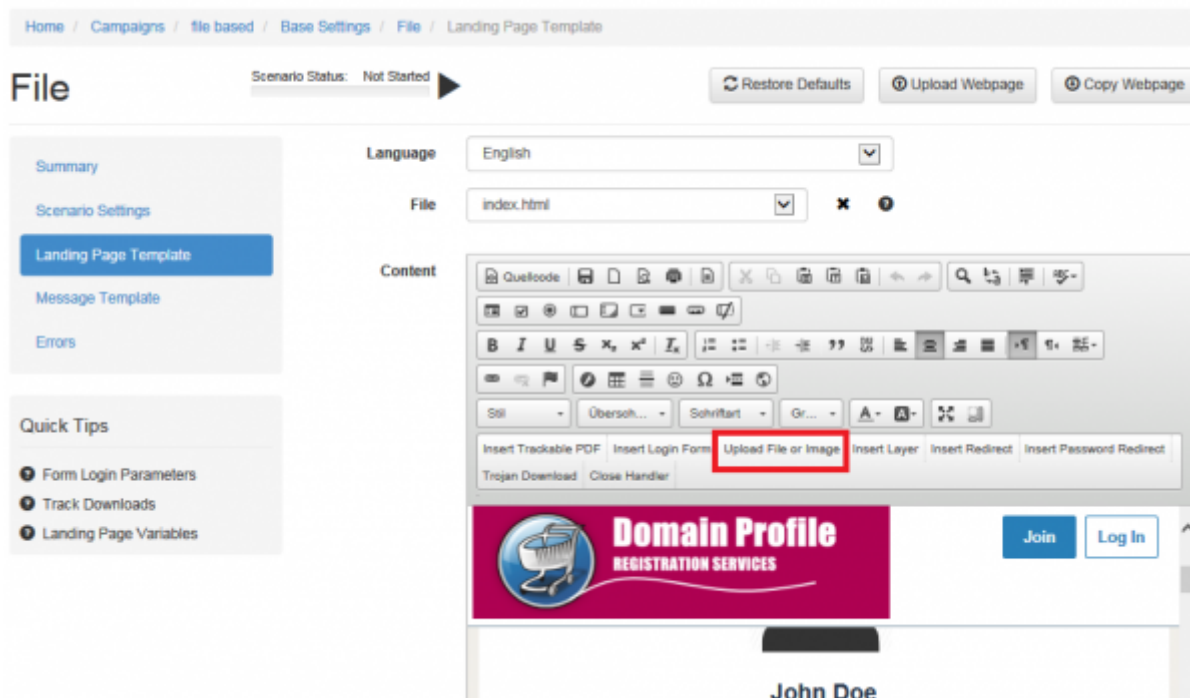 Home / Campaigns / file based / Base Settings / File / Landing Page Template
File
Scenario Status: Not Started
Restore Defaults
Upload Webpage
Copy Webpage
Summary
Scenario Settings
Landing Page Template
Message Template
Errors
Quick Tips
Form Login Parameters
Track Downloads
Landing Page Variables
Language
English
File
index.html
Content
Quellcode
Stil
Übersch...
Schriftart
Gr...
Insert Trackable PDF Insert Login Form Upload File or Image Insert Layer Insert Redirect Insert Password Redirect
Trojan Download Close Handler
Domain Profile
REGISTRATION SERVICES
Join
Log In
John Doe